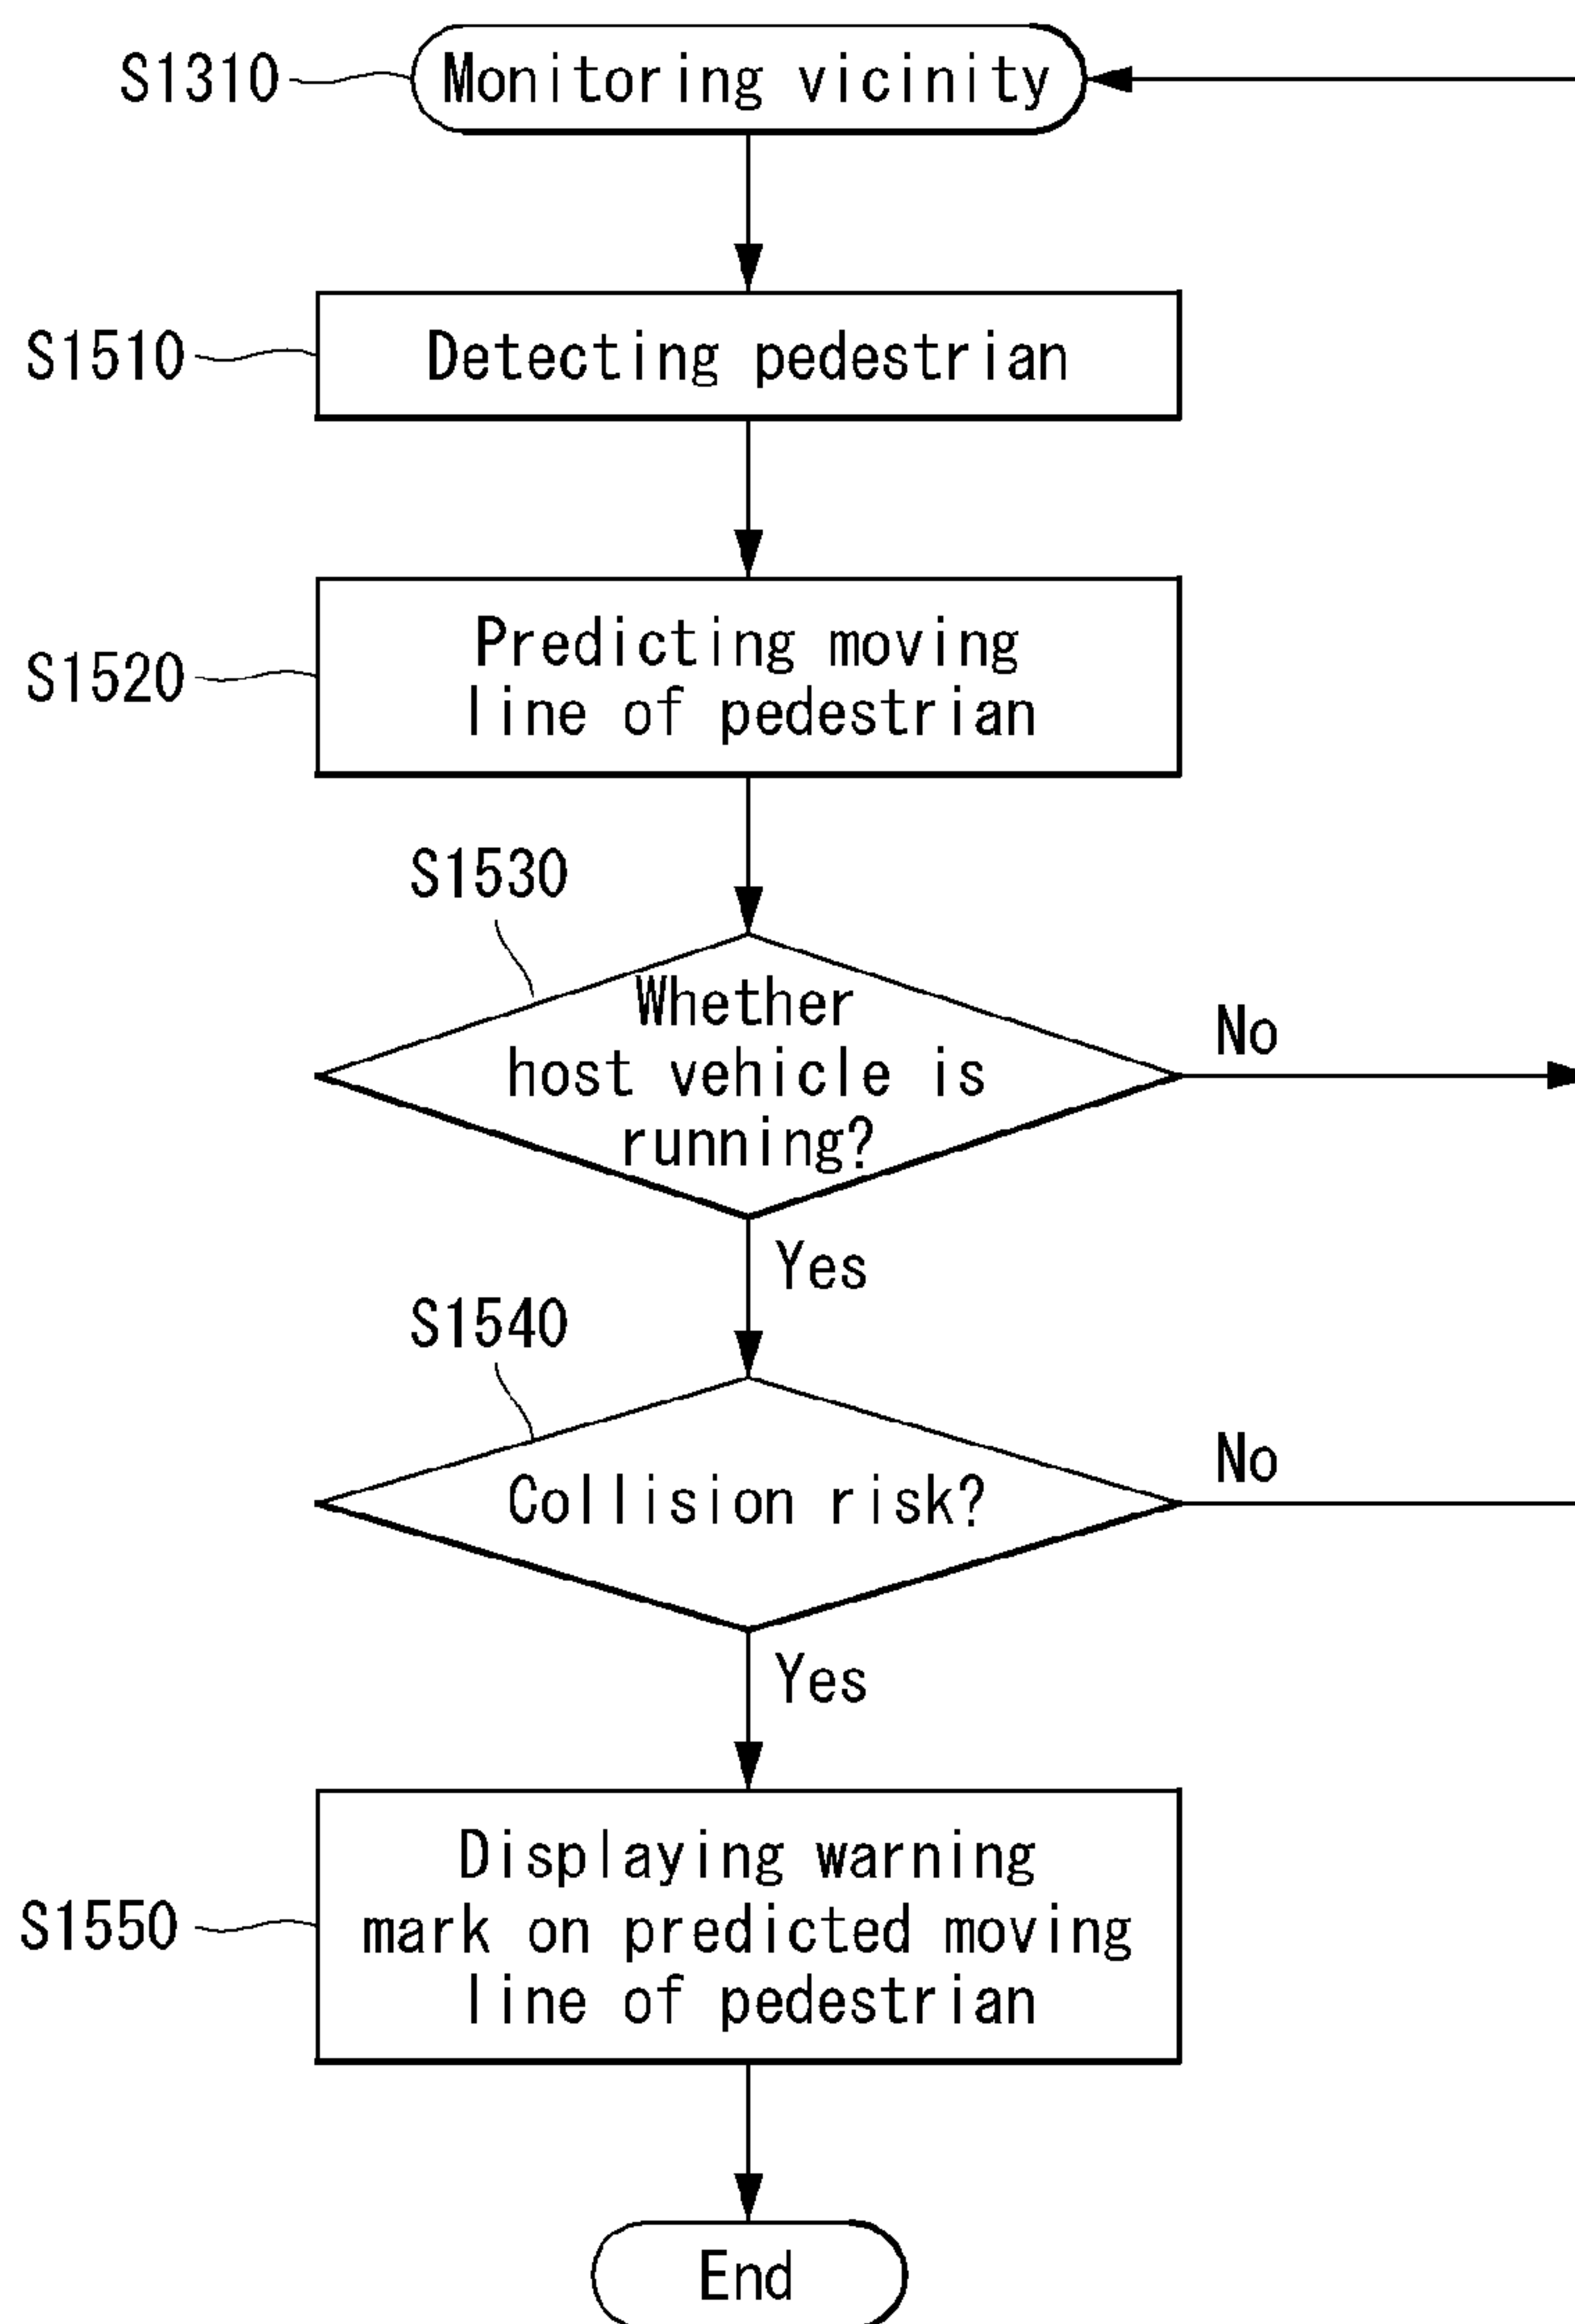 S1310
Monitoring vicinity
S1510
Detecting pedestrian
S1520
Predicting moving
line of pedestrian
S1530
Whether
host vehicle is
running?
No
Yes
S1540
Collision risk?
No
Yes
S1550
Displaying warning
mark on predicted moving
line of pedestrian
End